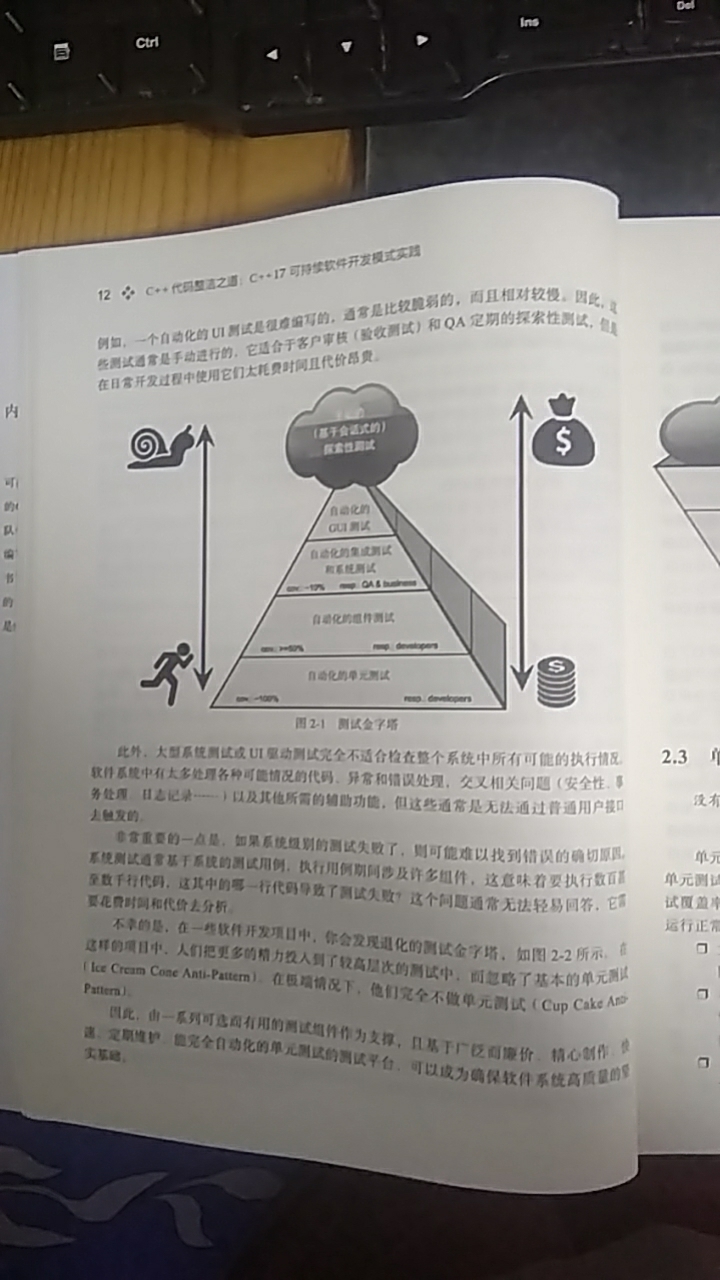 Ctrl
Ins
Del
12 ❖ C++代码整洁之道：C++17可持续软件开发模式实践
例如，一个自动化的 UI 测试是很难编写的，通常是比较脆弱的，而且相对较慢。因此，这
些测试通常是手动进行的，它适合于客户审核（验收测试）和 QA 定期的探索性测试，但是
在日常开发过程中使用它们太耗费时间且代价昂贵。
（基于会话式的）
探索性测试
$
自动化的
GUI 测试
自动化的集成测试
和系统测试
cov.: ~10% resp.: QA & business
自动化的组件测试
cov.: >=50% resp.: developers
自动化的单元测试
cov.: ~100% resp.: developers
$
图 2-1 测试金字塔
此外，大型系统测试或 UI 驱动测试完全不适合检查整个系统中所有可能的执行情况。
软件系统中有太多处理各种可能情况的代码、异常和错误处理，交叉相关问题（安全性、事
务处理、日志记录……）以及其他所需的辅助功能，但这些通常是无法通过普通用户接口
去触发的。
非常重要的一点是，如果系统级别的测试失败了，则可能难以找到错误的确切原因。
系统测试通常基于系统的测试用例，执行用例期间涉及许多组件，这意味着要执行数百甚
至数千行代码，这其中的哪一行代码导致了测试失败？这个问题通常无法轻易回答，它需
要花费时间和代价去分析。
不幸的是，在一些软件开发项目中，你会发现退化的测试金字塔，如图 2-2 所示，在
这样的项目中，人们把更多的精力投入到了较高层次的测试中，而忽略了基本的单元测试
（Ice Cream Cone Anti-Pattern）。在极端情况下，他们完全不做单元测试（Cup Cake Anti-
Pattern）。
因此，由一系列可选而有用的测试组件作为支撑，且基于广泛而廉价、精心制作、快
速、定期维护、能完全自动化的单元测试的测试平台，可以成为确保软件系统高质量的坚
实基础。
内
的
队
编
书
的
是
2.3 单
没有
单元
单元测试
试覆盖率
运行正常